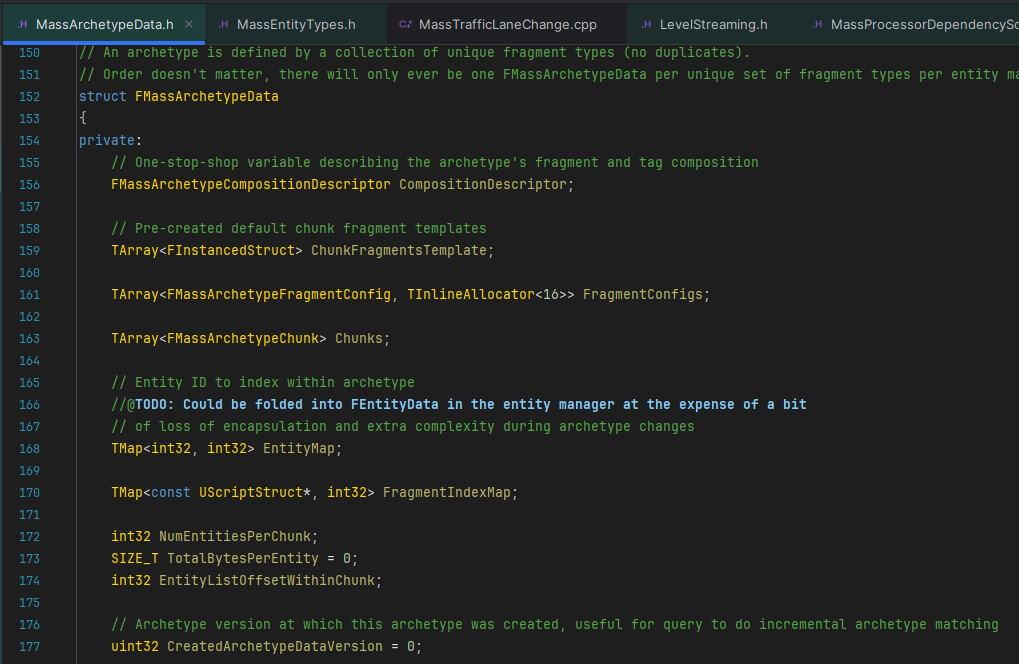 .H MassArchetypeData.h ×
.H MassEntityTypes.h
C++ MassTrafficLaneChange.cpp
.H LevelStreaming.h
.H MassProcessorDependencySo
150 // An archetype is defined by a collection of unique fragment types (no duplicates).
151 // Order doesn't matter, there will only ever be one FMassArchetypeData per unique set of fragment types per entity ma
152 struct FMassArchetypeData
153 {
154 private:
155 // One-stop-shop variable describing the archetype's fragment and tag composition
156 FMassArchetypeCompositionDescriptor CompositionDescriptor;
157
158 // Pre-created default chunk fragment templates
159 TArray<FInstancedStruct> ChunkFragmentsTemplate;
160
161 TArray<FMassArchetypeFragmentConfig, TInlineAllocator<16>> FragmentConfigs;
162
163 TArray<FMassArchetypeChunk> Chunks;
164
165 // Entity ID to index within archetype
166 //@TODO: Could be folded into FEntityData in the entity manager at the expense of a bit
167 // of loss of encapsulation and extra complexity during archetype changes
168 TMap<int32, int32> EntityMap;
169
170 TMap<const UScriptStruct*, int32> FragmentIndexMap;
171
172 int32 NumEntitiesPerChunk;
173 SIZE_T TotalBytesPerEntity = 0;
174 int32 EntityListOffsetWithinChunk;
175
176 // Archetype version at which this archetype was created, useful for query to do incremental archetype matching
177 uint32 CreatedArchetypeDataVersion = 0;